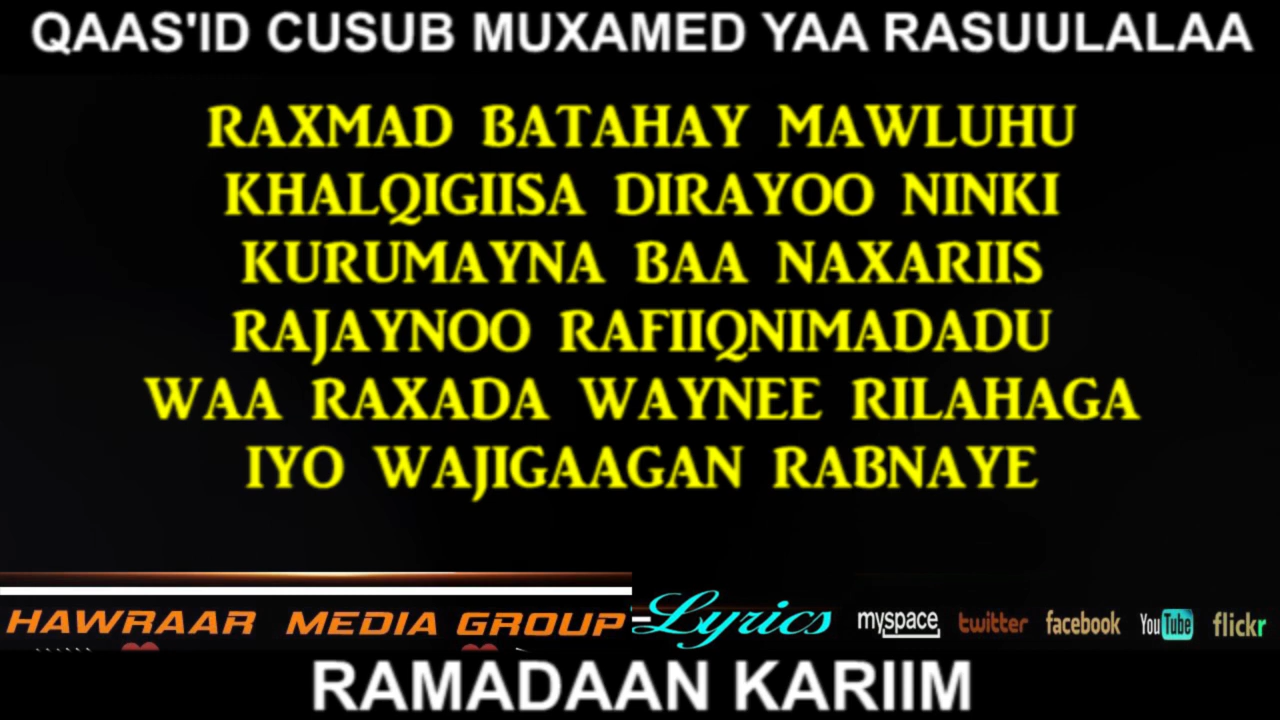 QAAS'ID CUSUB MUXAMED YAA RASUULALAA
RAXMAD BATAHAY MAWLUHU
KHALQIGIISA DIRAYOO NINKI
KURUMAYNA BAA NAXARIIS
RAJAYNOO RAFIIQNIMADADU
WAA RAXADA WAYNEE RILAHAGA
IYO WAJIGAAGAN RABNAYE
HAWRAAR MEDIA GROUP-Lyrics myspace twitter facebook YouTube flickr
RAMADAAN KARIIM